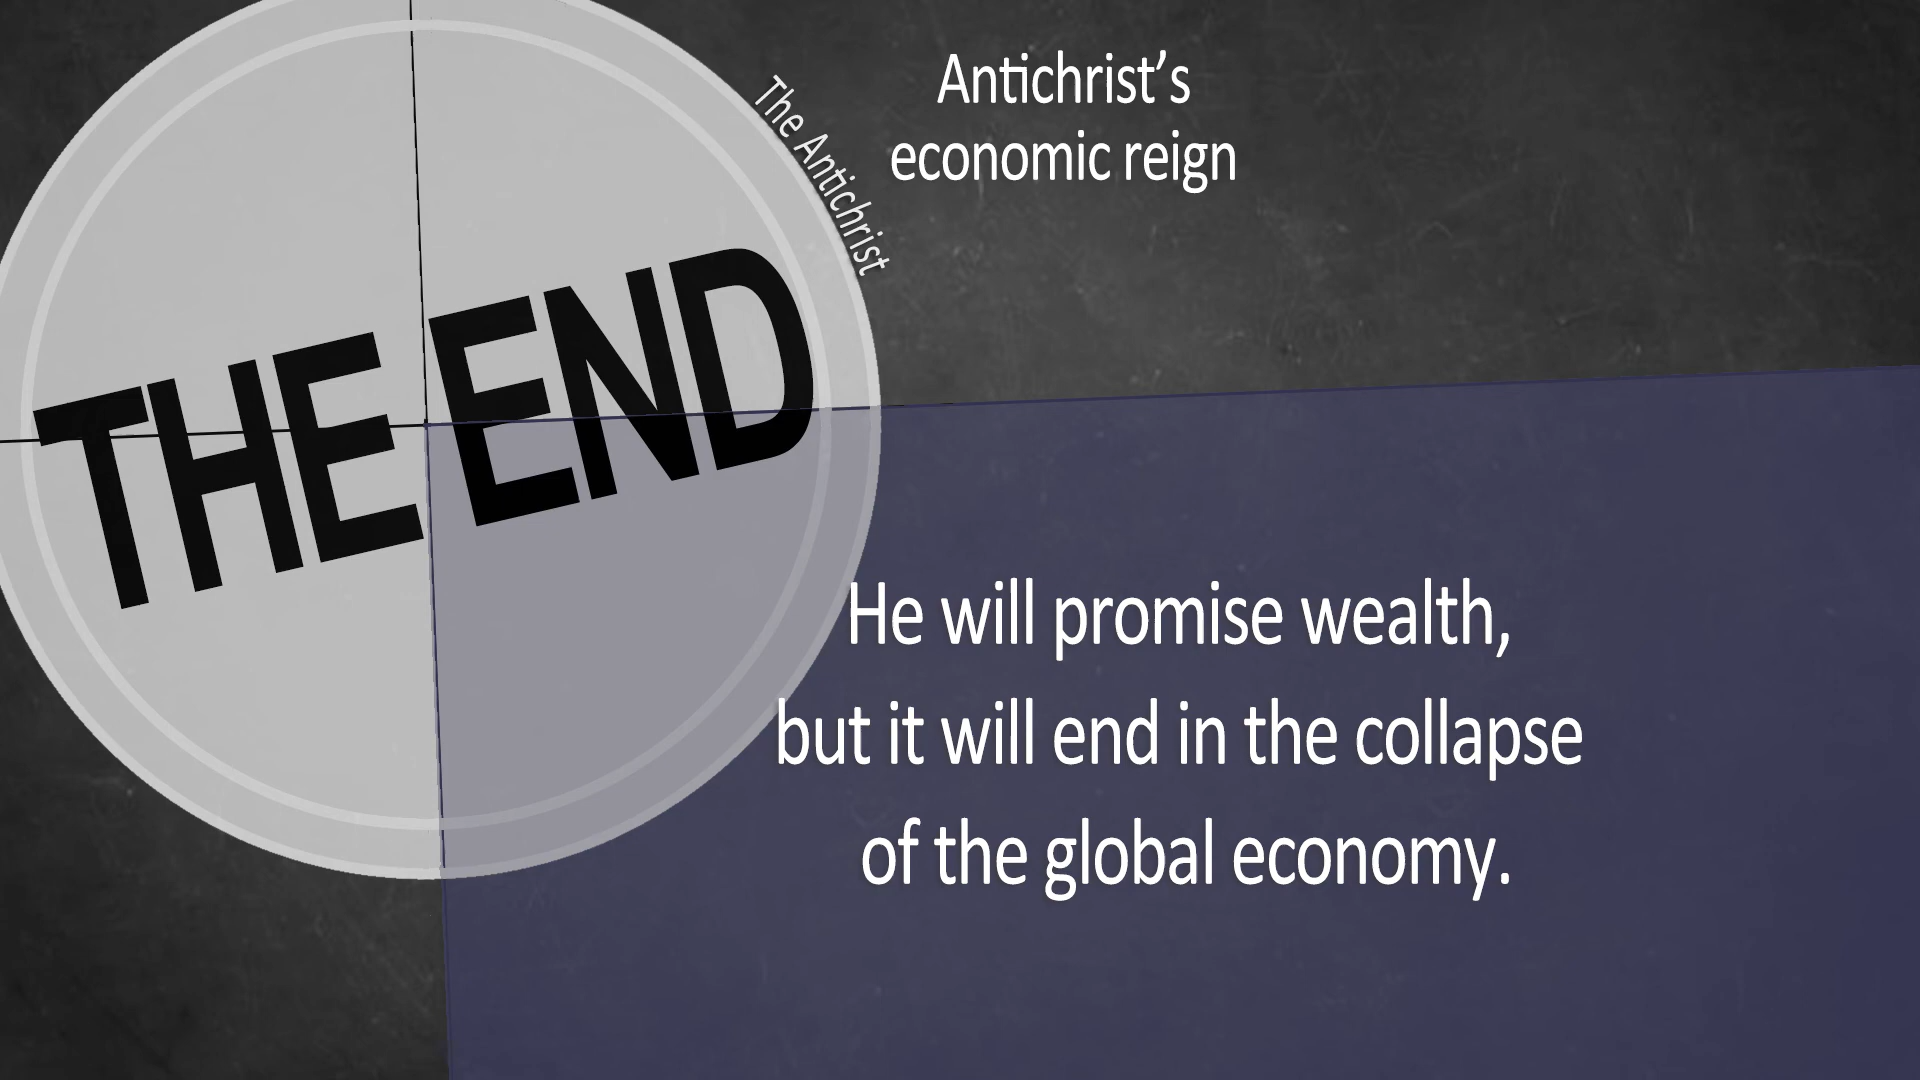 THE END
The Antichrist
Antichrist's
economic reign
He will promise wealth,
but it will end in the collapse
of the global economy.